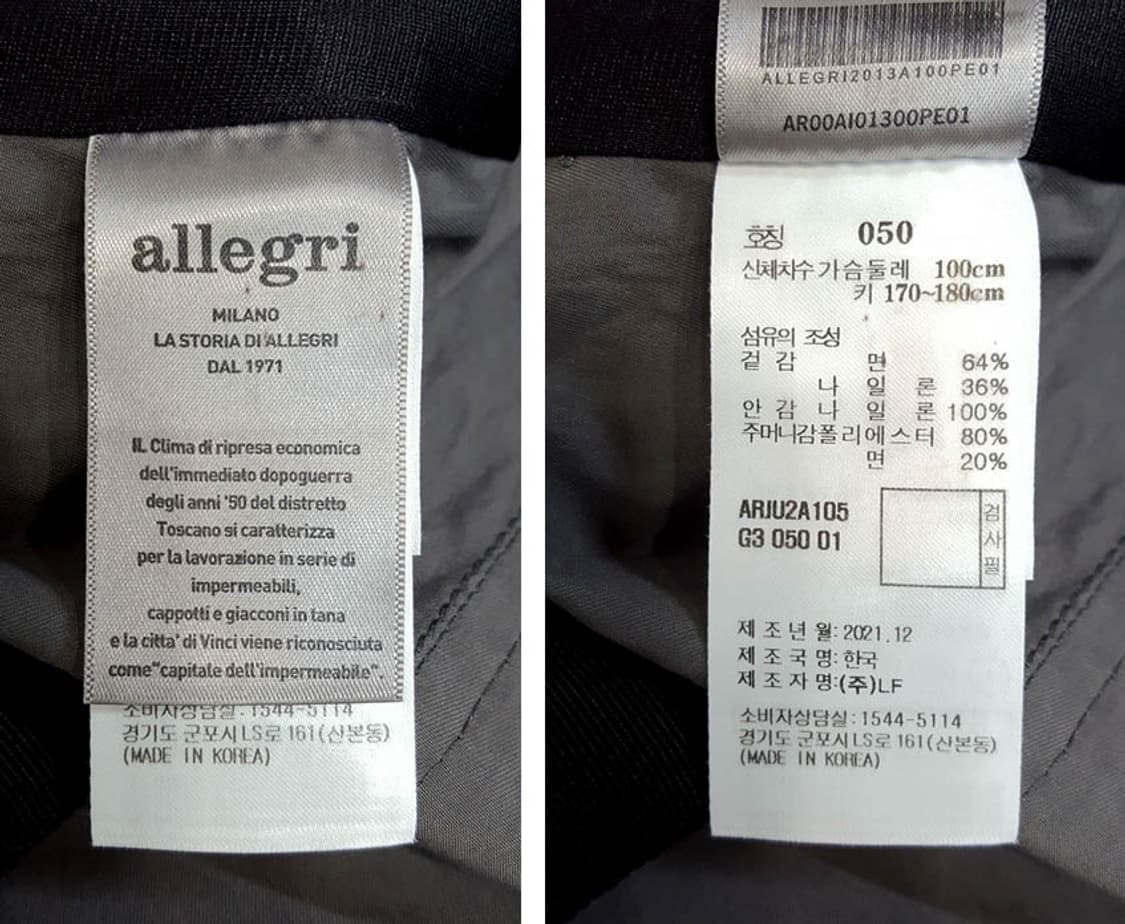 allegri
MILANO
LA STORIA DI ALLEGRI
DAL 1971
IL Clima di ripresa economica
dell'immediato dopoguerra
degli anni '50 del distretto
Toscano si caratterizza
per la lavorazione in serie di
impermeabili,
cappotti e giacconi in tana
e la citta' di Vinci viene riconosciuta
come"capitale dell'impermeabile".
소비자상담실:1544-5114
경기도 군포시LS로 161(산본동)
(MADE IN KOREA)
ALLEGRI2013A100PE01
AR00AI01300PE01
호칭 050
신체치수 가슴둘레 100cm
키 170~180cm
섬유의 조성
겉감 면 64%
나일론 36%
안감 나일론 100%
주머니감폴리에스터 80%
면 20%
ARJU2A105
G3 050 01
검사필
제조년월:2021.12
제조국명:한국
제조자명:(주)LF
소비자상담실:1544-5114
경기도 군포시LS로 161(산본동)
(MADE IN KOREA)